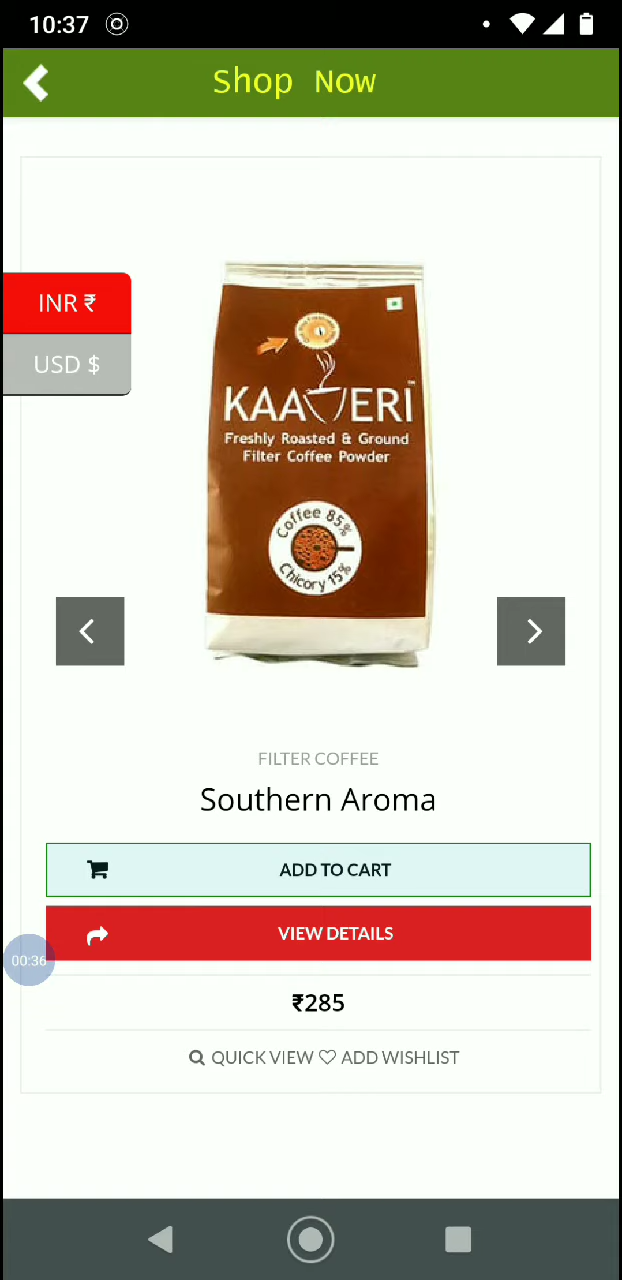 10:37
Shop Now
INR ₹
USD $
KAAVERI™
Freshly Roasted & Ground
Filter Coffee Powder
Coffee 85%
Chicory 15%
FILTER COFFEE
Southern Aroma
ADD TO CART
VIEW DETAILS
00:36
₹285
QUICK VIEW ADD WISHLIST